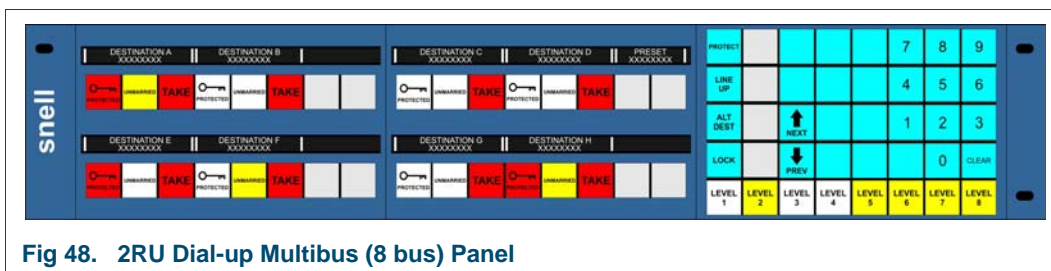 snell
DESTINATION A
XXXXXXXX
DESTINATION B
XXXXXXXX
PROTECTED
UNMARRIED
TAKE
PROTECTED
UNMARRIED
TAKE
DESTINATION C
XXXXXXXX
DESTINATION D
XXXXXXXX
PRESET
XXXXXXXX
PROTECTED
UNMARRIED
TAKE
PROTECTED
UNMARRIED
TAKE
DESTINATION E
XXXXXXXX
DESTINATION F
XXXXXXXX
PROTECTED
UNMARRIED
TAKE
PROTECTED
UNMARRIED
TAKE
DESTINATION G
XXXXXXXX
DESTINATION H
XXXXXXXX
PROTECTED
UNMARRIED
TAKE
PROTECTED
UNMARRIED
TAKE
PROTECT
7
8
9
LINE
UP
4
5
6
ALT
DEST
NEXT
1
2
3
LOCK
PREV
0
CLEAR
LEVEL
1
LEVEL
2
LEVEL
3
LEVEL
4
LEVEL
5
LEVEL
6
LEVEL
7
LEVEL
8
Fig 48. 2RU Dial-up Multibus (8 bus) Panel